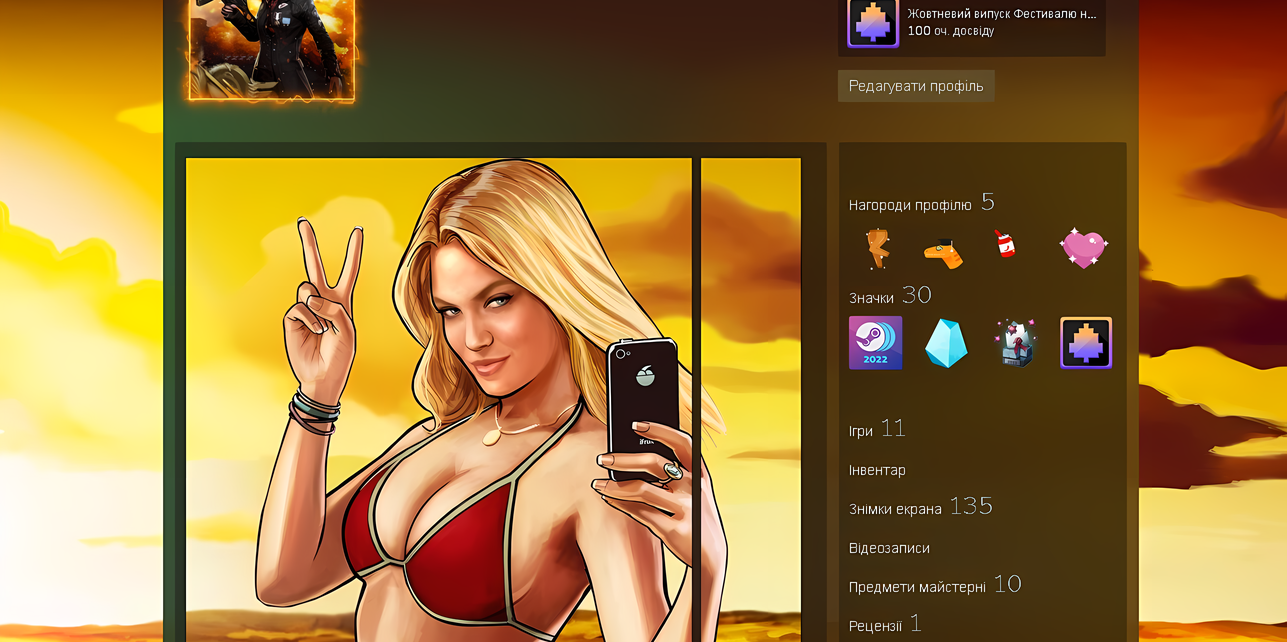 Жовтневий випуск Фестивалю н...
100 оч. досвіду
Редагувати профіль
Нагороди профілю 5
Значки 30
2022
ifru
Ігри 11
Інвентар
Знімки екрана 135
Відеозаписи
Предмети майстерні 10
Рецензії 1